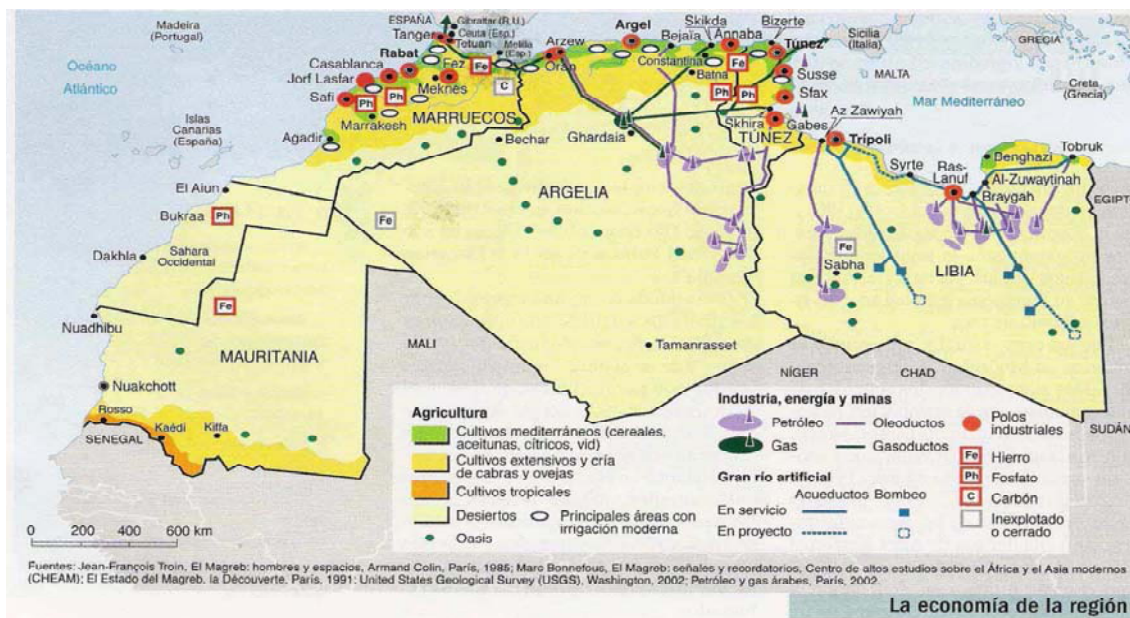 Madeira
(Portugal)
ESPAÑA
Gibraltar (R.U.)
Ceuta (Esp.)
Tanger
Tetuan
Melilla
(Esp.)
Arzew
Argel
Skikda
Bejaïa
Annaba
Bizerte
Túnez
Sicilia
(Italia)
GRECIA
Océano
Atlántico
Rabat
Casablanca
Fez
Orán
Constantina
Batna
Susse
MALTA
Jorf Lasfar
Meknes
Sfax
Creta
(Grecia)
Safi
Marrakesh
MARRUECOS
Skhira
Gabes
Az Zawiyah
Mar Mediterráneo
Islas
Canarias
(España)
Agadir
Bechar
Ghardaia
TÚNEZ
Trípoli
Denghazi
Tobruk
Syrte
Ras-
Lanuf
Al-Zuwaytinah
Braygah
EGIPT
El Aiun
ARGELIA
Bukraa
Ph
Fe
C
Dakhla
Sahara
Occidental
Sabha
LIBIA
Nuadhibu
MAURITANIA
MALI
Tamanrasset
NÍGER
CHAD
SUDÁN
Nuakchott
Rosso
SENEGAL
Kaédi
Kiffa
Agricultura
Cultivos mediterráneos (cereales,
aceitunas, cítricos, vid)
Cultivos extensivos y cría
de cabras y ovejas
Cultivos tropicales
Desiertos
Principales áreas con
irrigación moderna
Oasis
Industria, energía y minas
Petróleo
Oleoductos
Gas
Gasoductos
Gran río artificial
Acueductos Bombeo
En servicio
En proyecto
Polos
industriales
Fe Hierro
Ph Fosfato
C Carbón
Inexplotado
o cerrado
0 200 400 600 km
Fuentes: Jean-François Troin, El Magreb: hombres y espacios, Armand Colin, París, 1985; Marc Bonnefous, El Magreb: señales y recordatorios, Centro de altos estudios sobre el África y el Asia modernos
(CHEAM); El Estado del Magreb. la Découverte. París, 1991; United States Geological Survey (USGS), Washington, 2002; Petróleo y gas árabes, París, 2002.
La economía de la región